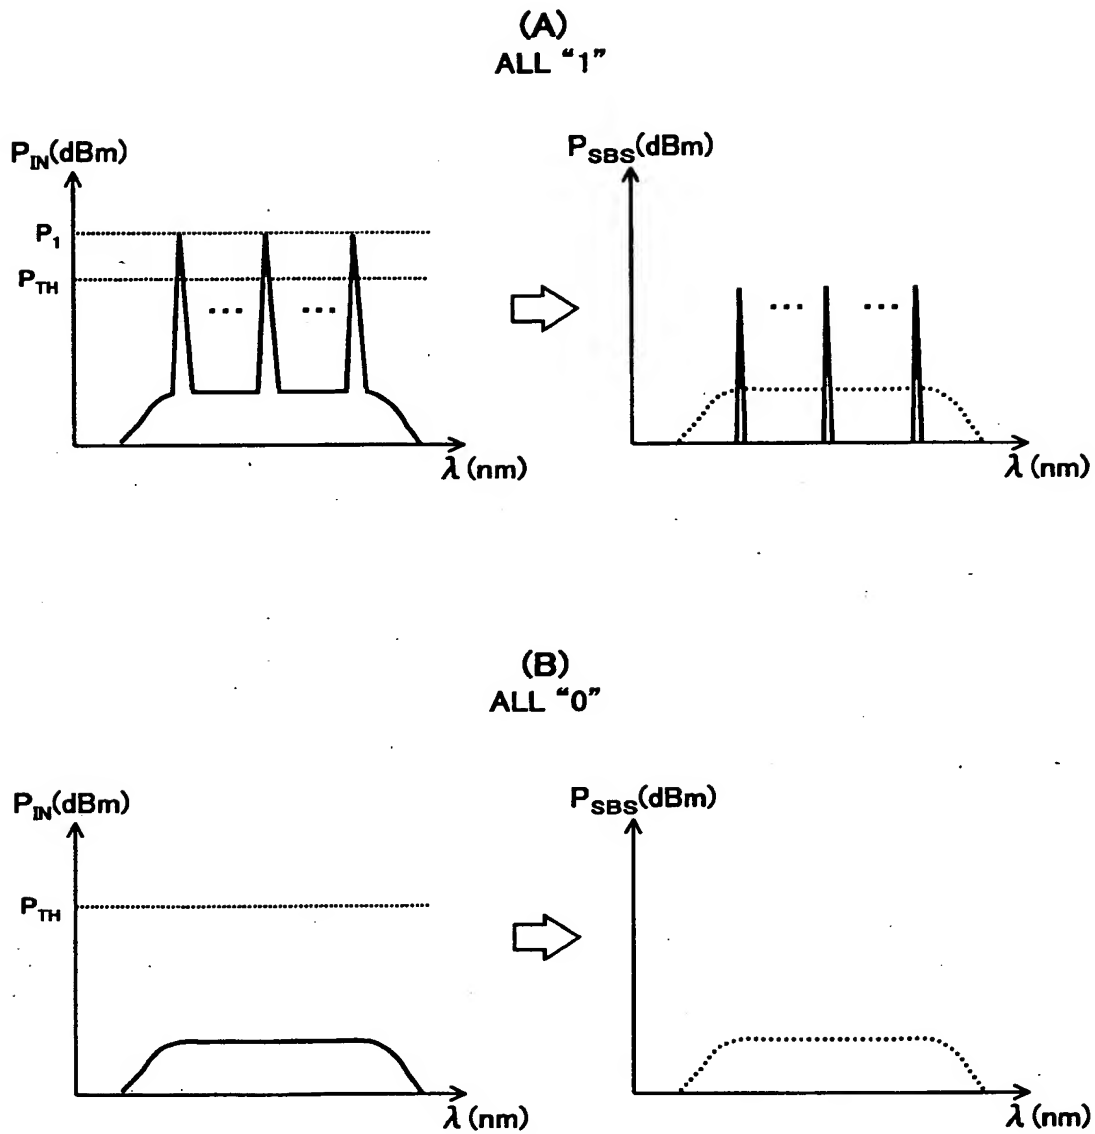 (A)
ALL “1”
P_IN(dBm)
P_SBS(dBm)
P_1
P_TH
... ...
... ...
λ(nm)
λ(nm)
(B)
ALL “0”
P_IN(dBm)
P_SBS(dBm)
P_TH
λ(nm)
λ(nm)